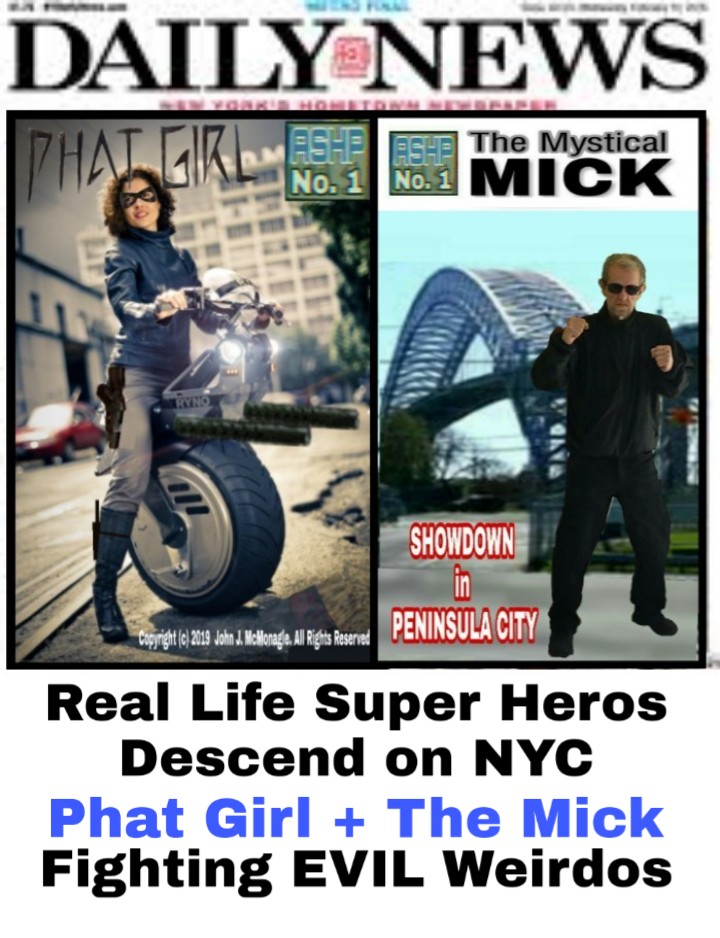 DAILY NEWS
NEW YORK'S HOMETOWN NEWSPAPER
PHAT GIRL
ASHP
No. 1
RYNO
Copyright (c) 2019 John J. McMonagle. All Rights Reserved
ASHP
No. 1
The Mystical
MICK
SHOWDOWN
in
PENINSULA CITY
Real Life Super Heros
Descend on NYC
Phat Girl + The Mick
Fighting EVIL Weirdos